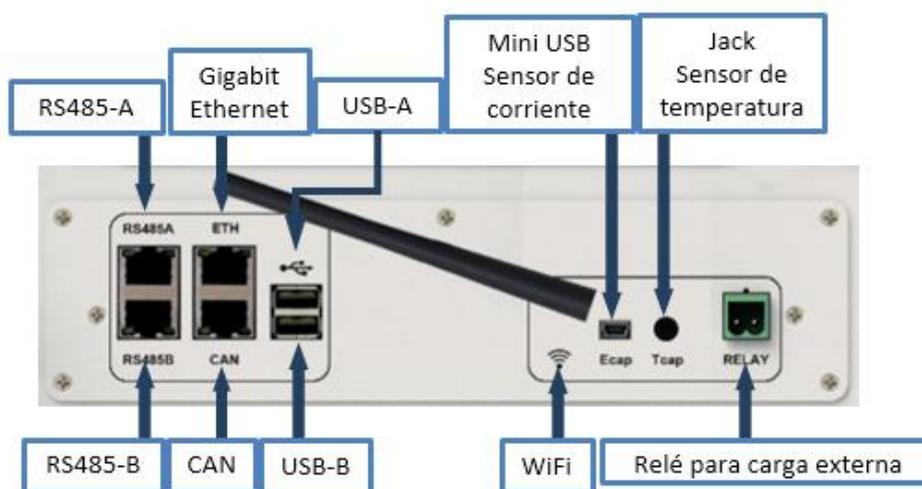 Mini USB
Sensor de
corriente
Jack
Sensor de
temperatura
Gigabit
Ethernet
RS485-A
USB-A
RS485A
ETH
RS485B
CAN
Ecap
Tcap
RELAY
RS485-B
CAN
USB-B
WiFi
Relé para carga externa